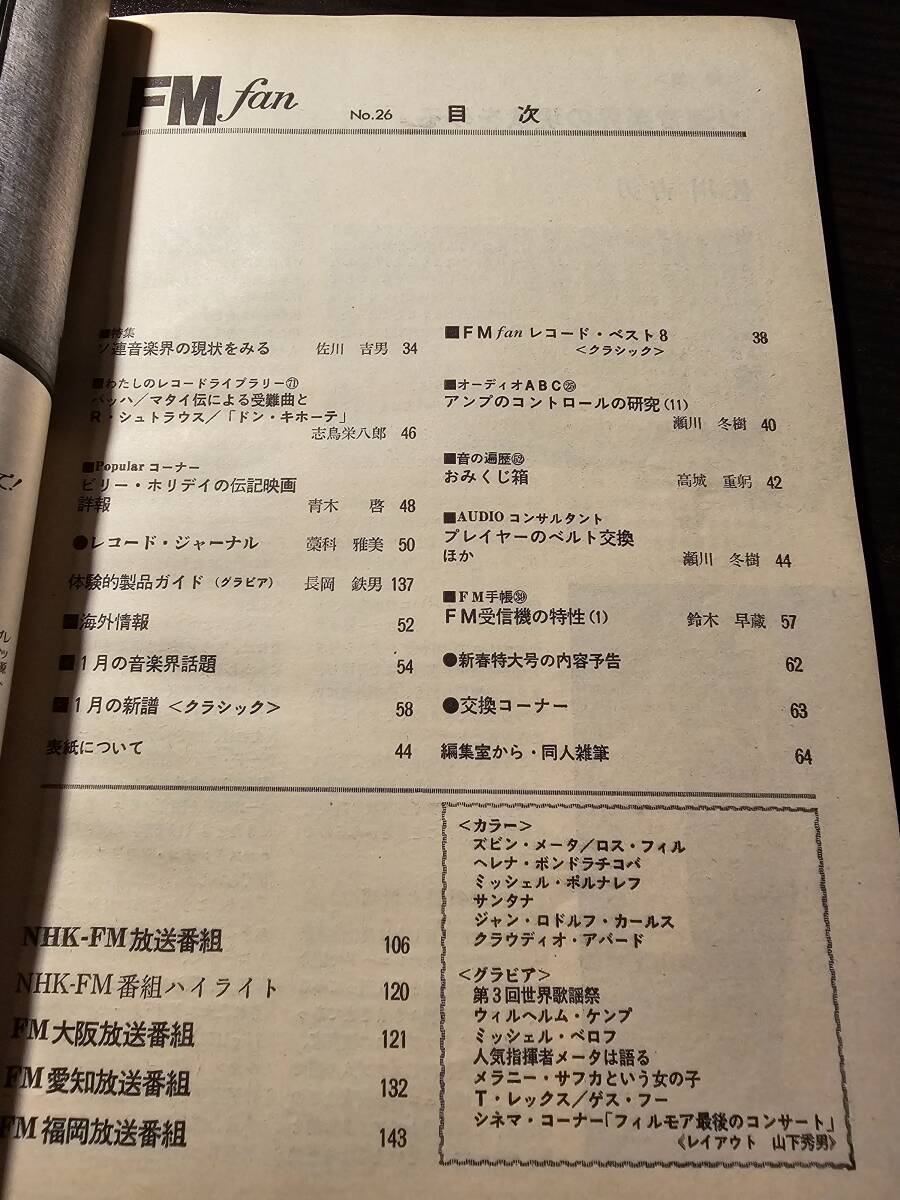 FM fan No.26 目次
■特集
ソ連音楽界の現状をみる 佐川 吉男 34
■わたしのレコードライブラリー㉑
バッハ/マタイ伝による受難曲と
R・シュトラウス/「ドン・キホーテ」
志鳥栄八郎 46
■Popular コーナー
ビリー・ホリデイの伝記映画
詳報 青木 啓 48
●レコード・ジャーナル 藁科 雅美 50
体験的製品ガイド(グラビア) 長岡 鉄男 137
■海外情報 52
■1月の音楽界話題 54
■1月の新譜<クラシック> 58
表紙について 44
■FM fan レコード・ベスト8 38
<クラシック>
■オーディオABC㉕
アンプのコントロールの研究(11)
瀬川 冬樹 40
■音の遍歴㊾
おみくじ箱 高城 重躬 42
■AUDIO コンサルタント
プレイヤーのベルト交換
ほか 瀬川 冬樹 44
■FM手帳㊴
FM受信機の特性(1) 鈴木 早蔵 57
●新春特大号の内容予告 62
●交換コーナー 63
編集室から・同人雑筆 64
NHK-FM放送番組 106
NHK-FM番組ハイライト 120
FM大阪放送番組 121
FM愛知放送番組 132
FM福岡放送番組 143
<カラー>
ズビン・メータ/ロス・フィル
ヘレナ・ボンドラチコバ
ミッシェル・ポルナレフ
サンタナ
ジャン・ロドルフ・カールス
クラウディオ・アバード
<グラビア>
第3回世界歌謡祭
ウィルヘルム・ケンプ
ミッシェル・ベロフ
人気指揮者メータは語る
メラニー・サフカという女の子
T・レックス/ゲス・フー
シネマ・コーナー「フィルモア最後のコンサート」
《レイアウト 山下秀男》